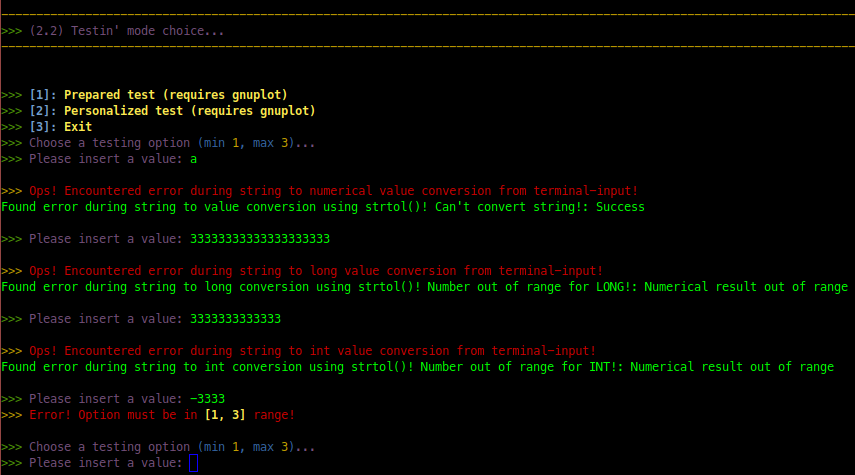 >>> (2.2) Testin' mode choice...
>>> [1]: Prepared test (requires gnuplot)
>>> [2]: Personalized test (requires gnuplot)
>>> [3]: Exit
>>> Choose a testing option (min 1, max 3)...
>>> Please insert a value: a
>>> Ops! Encountered error during string to numerical value conversion from terminal-input!
Found error during string to value conversion using strtol()! Can't convert string!: Success
>>> Please insert a value: 33333333333333333333
>>> Ops! Encountered error during string to long value conversion from terminal-input!
Found error during string to long conversion using strtol()! Number out of range for LONG!: Numerical result out of range
>>> Please insert a value: 3333333333333
>>> Ops! Encountered error during string to int value conversion from terminal-input!
Found error during string to int conversion using strtol()! Number out of range for INT!: Numerical result out of range
>>> Please insert a value: -3333
>>> Error! Option must be in [1, 3] range!
>>> Choose a testing option (min 1, max 3)...
>>> Please insert a value: